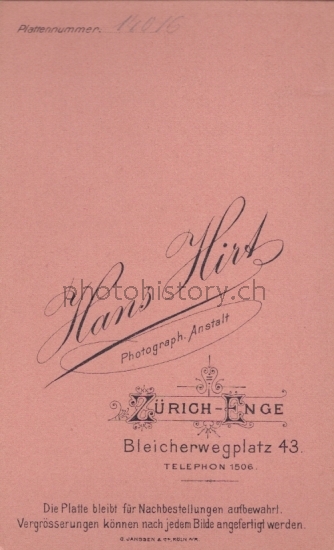 Plattennummer: 14016
Hans Hirt
photohistory.ch
Photograph. Anstalt
ZÜRICH-ENGE
Bleicherwegplatz 43.
TELEPHON 1506.
Die Platte bleibt für Nachbestellungen aufbewahrt.
Vergrösserungen können nach jedem Bilde angefertigt werden.